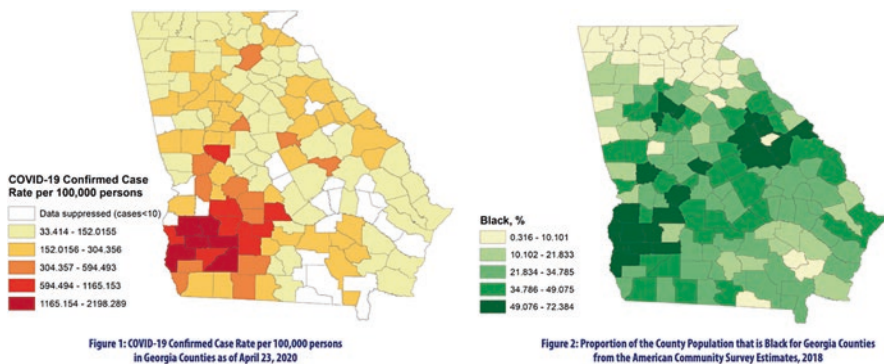 COVID-19 Confirmed Case
Rate per 100,000 persons
Data suppressed (cases<10)
33.414 - 152.0155
152.0156 - 304.356
304.357 - 594.493
594.494 - 1165.153
1165.154 - 2198.289
Figure 1: COVID-19 Confirmed Case Rate per 100,000 persons
in Georgia Counties as of April 23, 2020
Black, %
0.316 - 10.101
10.102 - 21.833
21.834 - 34.785
34.786 - 49.075
49.076 - 72.384
Figure 2: Proportion of the County Population that is Black for Georgia Counties
from the American Community Survey Estimates, 2018